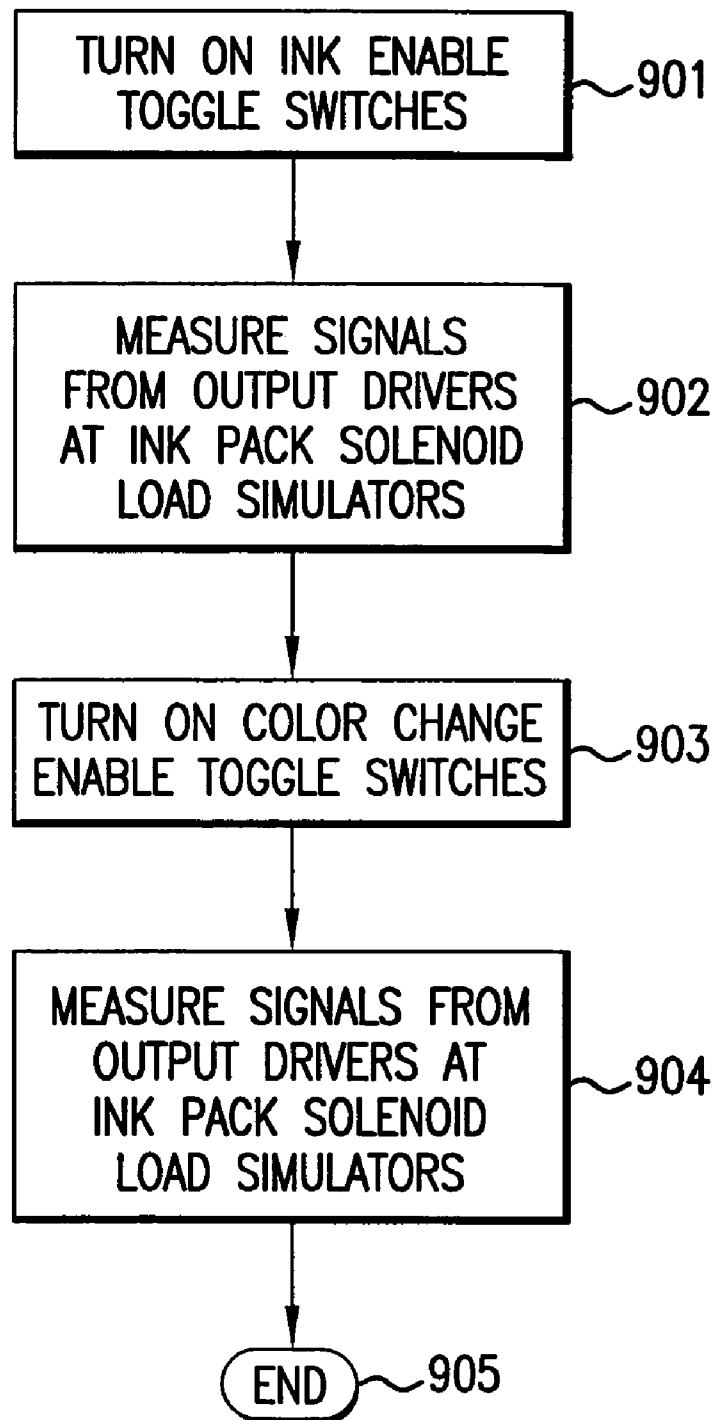 TURN ON INK ENABLE
TOGGLE SWITCHES
901
MEASURE SIGNALS
FROM OUTPUT DRIVERS
AT INK PACK SOLENOID
LOAD SIMULATORS
902
TURN ON COLOR CHANGE
ENABLE TOGGLE SWITCHES
903
MEASURE SIGNALS FROM
OUTPUT DRIVERS AT
INK PACK SOLENOID
LOAD SIMULATORS
904
END
905